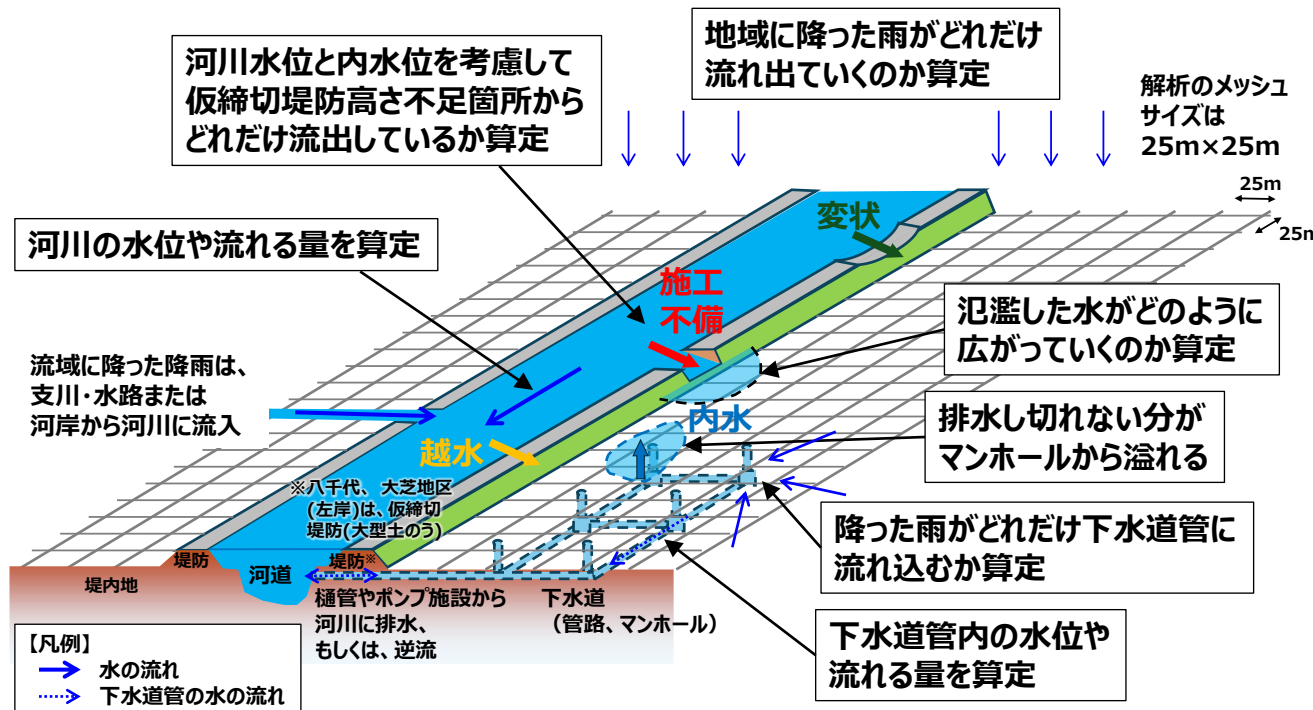 地域に降った雨がどれだけ
流れ出ていくのか算定
河川水位と内水位を考慮して
仮締切堤防高さ不足箇所から
どれだけ流出しているか算定
解析のメッシュ
サイズは
25m×25m
25m
25m
変状
河川の水位や流れる量を算定
施工
不備
氾濫した水がどのように
広がっていくのか算定
流域に降った降雨は、
支川・水路または
河岸から河川に流入
内水
排水し切れない分が
マンホールから溢れる
越水
※八千代、大芝地区
(左岸)は、仮締切
堤防(大型土のう)
降った雨がどれだけ下水道管に
流れ込むか算定
堤防
堤防※
河道
堤内地
樋管やポンプ施設から
河川に排水、
もしくは、逆流
下水道
（管路、マンホール）
下水道管内の水位や
流れる量を算定
【凡例】
水の流れ
下水道管の水の流れ